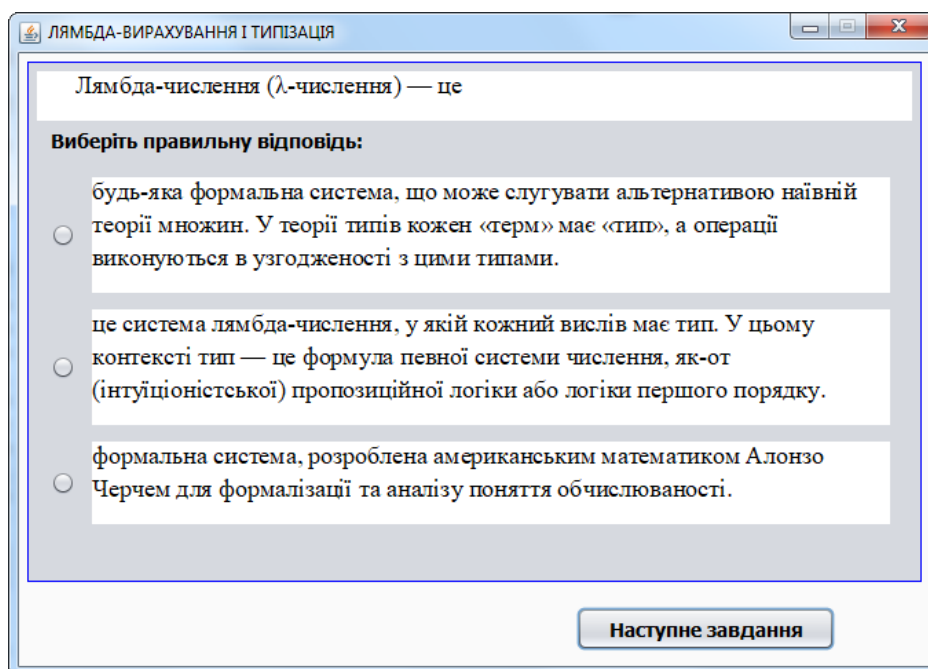 ЛЯМБДА-ВИРАХУВАННЯ І ТИПІЗАЦІЯ
Лямбда-числення (λ-числення) — це
Виберіть правильну відповідь:
будь-яка формальна система, що може слугувати альтернативою наївній
теорії множин. У теорії типів кожен «терм» має «тип», а операції
виконуються в узгодженості з цими типами.
це система лямбда-числення, у якій кожний вислів має тип. У цьому
контексті тип — це формула певної системи числення, як-от
(інтуїціоністської) пропозиційної логіки або логіки першого порядку.
формальна система, розроблена американським математиком Алонзо
Черчем для формалізації та аналізу поняття обчислюваності.
Наступне завдання